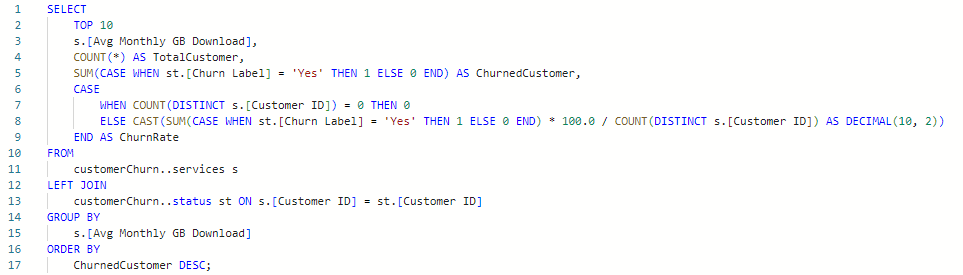 1 SELECT
2 TOP 10
3 s.[Avg Monthly GB Download],
4 COUNT(*) AS TotalCustomer,
5 SUM(CASE WHEN st.[Churn Label] = 'Yes' THEN 1 ELSE 0 END) AS ChurnedCustomer,
6 CASE
7 WHEN COUNT(DISTINCT s.[Customer ID]) = 0 THEN 0
8 ELSE CAST(SUM(CASE WHEN st.[Churn Label] = 'Yes' THEN 1 ELSE 0 END) * 100.0 / COUNT(DISTINCT s.[Customer ID]) AS DECIMAL(10, 2))
9 END AS ChurnRate
10 FROM
11 customerChurn..services s
12 LEFT JOIN
13 customerChurn..status st ON s.[Customer ID] = st.[Customer ID]
14 GROUP BY
15 s.[Avg Monthly GB Download]
16 ORDER BY
17 ChurnedCustomer DESC;